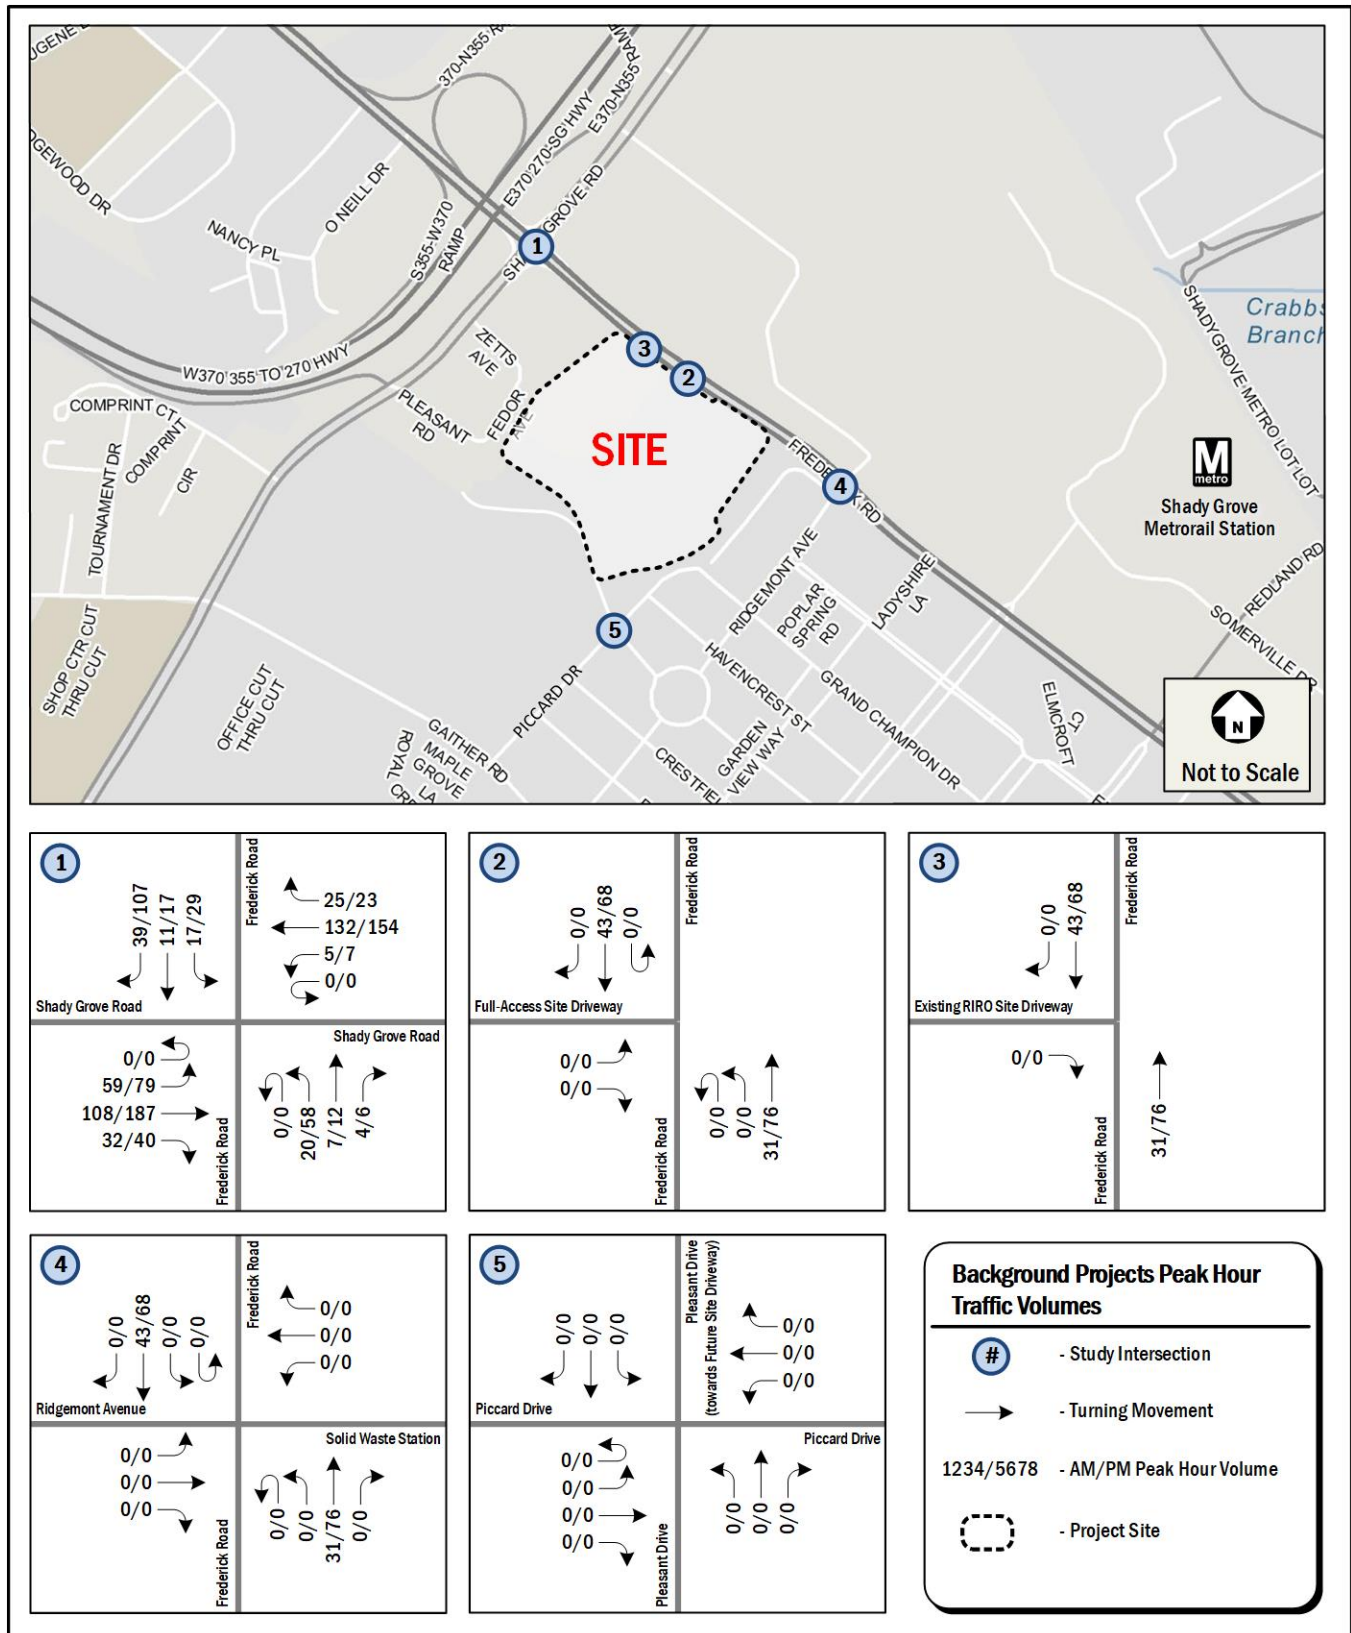 EUGENE
370-N355 RA
RAMP
E370-N355
E370 270-SG HWY
DGEWOOD DR
O NEILL DR
NANCY PL
S355-W370
RAMP
SHADY GROVE RD
1
Crabbs
Branch
SHADYGROVE METRO LOT LOT
W370 355 TO 270 HWY
ZETTS
AVE
3
2
COMPRINT CT
COMPRINT
CIR
TOURNAMENT DR
PLEASANT
RD
FEDOR
AVE
SITE
FREDERICK RD
4
M
metro
Shady Grove
Metrorail Station
REDLAND RD
SOMERVILLE DR
RIDGEMONT AVE
POPLAR
SPRING
RD
LADYSHIRE
LA
5
SHOP CTR CUT
THRU CUT
OFFICE CUT
THRU CUT
PICCARD DR
GAITHER RD
MAPLE
GROVE
LA
ROYAL
HAVENCREST ST
GRAND CHAMPION DR
GARDEN
VIEW WAY
CRESTFIEL
ELMCROFT
CT
N
Not to Scale
1
39/107
11/17
17/29
Frederick Road
25/23
132/154
5/7
0/0
Shady Grove Road
Shady Grove Road
0/0
59/79
108/187
32/40
Frederick Road
0/0
20/58
7/12
4/6
2
0/0
43/68
0/0
Frederick Road
Full-Access Site Driveway
0/0
0/0
Frederick Road
0/0
0/0
31/76
3
0/0
43/68
Frederick Road
Existing RIRO Site Driveway
0/0
Frederick Road
31/76
4
0/0
43/68
0/0
0/0
Frederick Road
0/0
0/0
0/0
Ridgemont Avenue
Solid Waste Station
0/0
0/0
0/0
Frederick Road
0/0
0/0
31/76
0/0
5
0/0
0/0
0/0
Pleasant Drive
(towards Future Site Driveway)
0/0
0/0
0/0
Piccard Drive
Piccard Drive
0/0
0/0
0/0
0/0
Pleasant Drive
0/0
0/0
0/0
Background Projects Peak Hour
Traffic Volumes
# - Study Intersection
- Turning Movement
1234/5678 - AM/PM Peak Hour Volume
- Project Site